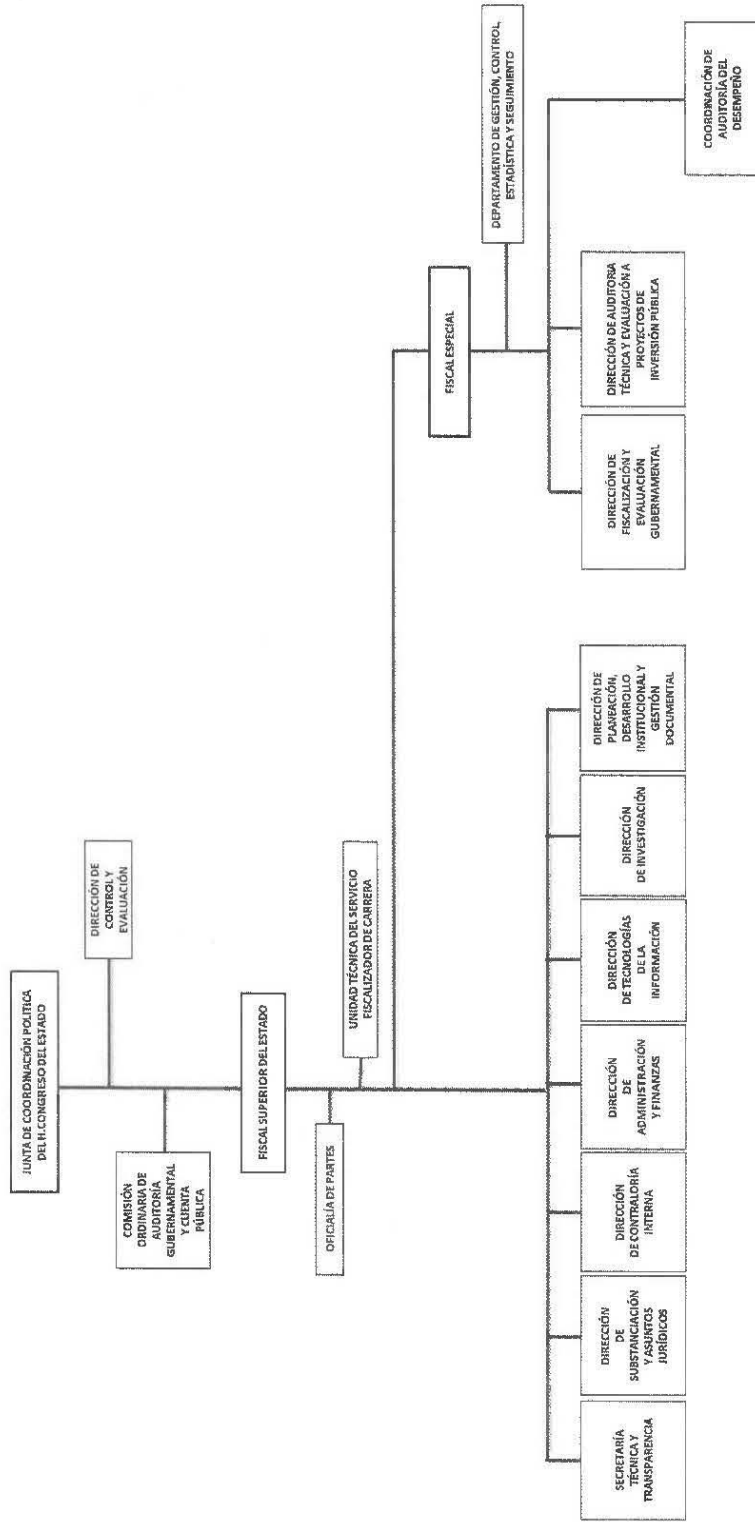 JUNTA DE COORDINACIÓN POLÍTICA
DEL H. CONGRESO DEL ESTADO
DIRECCIÓN DE
CONTROL Y
EVALUACIÓN
COMISIÓN
ORDINARIA DE
AUDITORÍA
GUBERNAMENTAL
Y CUENTA
PÚBLICA
FISCAL SUPERIOR DEL ESTADO
OFICIALÍA DE PARTES
UNIDAD TÉCNICA DEL SERVICIO
FISCALIZADOR DE CARRERA
FISCAL ESPECIAL
DEPARTAMENTO DE GESTIÓN, CONTROL,
ESTADÍSTICA Y SEGUIMIENTO
SECRETARÍA
TÉCNICA Y
TRANSPARENCIA
DIRECCIÓN
DE
SUBSTANCIACIÓN
Y ASUNTOS
JURÍDICOS
DIRECCIÓN
DE CONTRALORÍA
INTERNA
DIRECCIÓN
DE
ADMINISTRACIÓN
Y FINANZAS
DIRECCIÓN
DE TECNOLOGÍAS
DE LA
INFORMACIÓN
DIRECCIÓN
DE INVESTIGACIÓN
DIRECCIÓN DE
PLANEACIÓN,
DESARROLLO
INSTITUCIONAL Y
GESTIÓN
DOCUMENTAL
DIRECCIÓN DE
FISCALIZACIÓN Y
EVALUACIÓN
GUBERNAMENTAL
DIRECCIÓN DE AUDITORIA
TÉCNICA Y EVALUACIÓN A
PROYECTOS DE
INVERSIÓN PÚBLICA
COORDINACIÓN DE
AUDITORÍA DEL
DESEMPEÑO